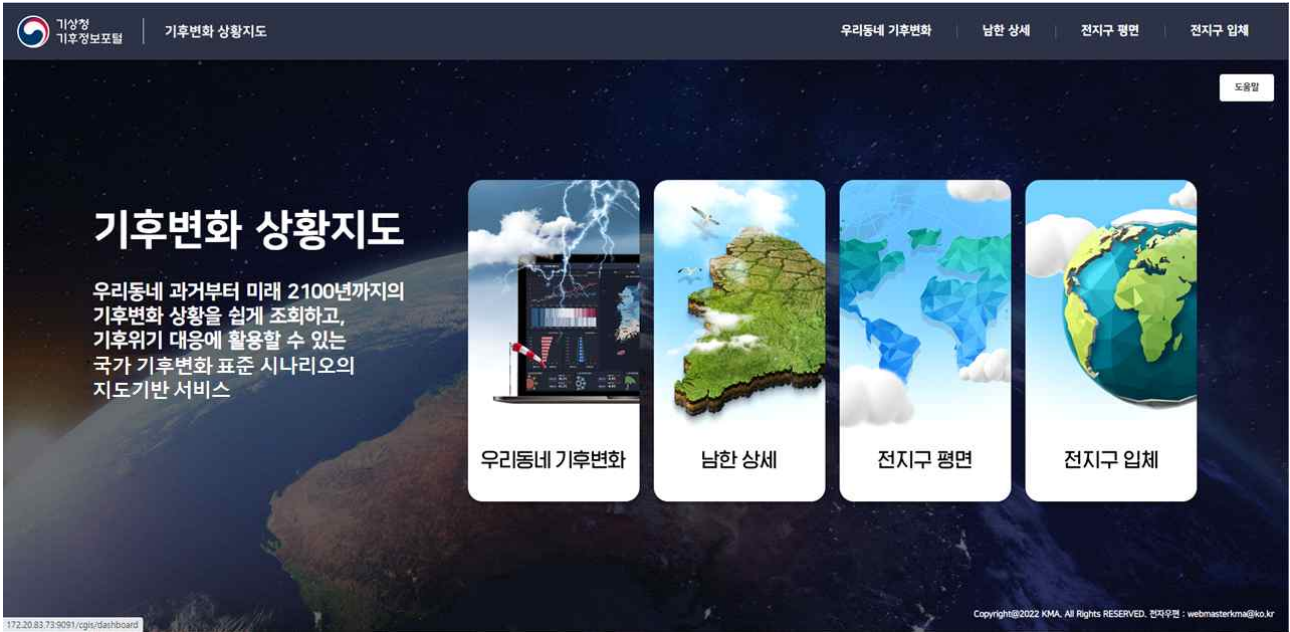 기상청
기후정보포털
기후변화 상황지도
우리동네 기후변화
남한 상세
전지구 평면
전지구 입체
도움말
기후변화 상황지도
우리동네 과거부터 미래 2100년까지의
기후변화 상황을 쉽게 조회하고,
기후위기 대응에 활용할 수 있는
국가 기후변화 표준 시나리오의
지도기반 서비스
우리동네 기후변화
남한 상세
전지구 평면
전지구 입체
Copyright@2022 KMA. All Rights RESERVED. 전자우편 : webmasterkma@ko.kr
172.20.83.73:9091/cgis/dashboard